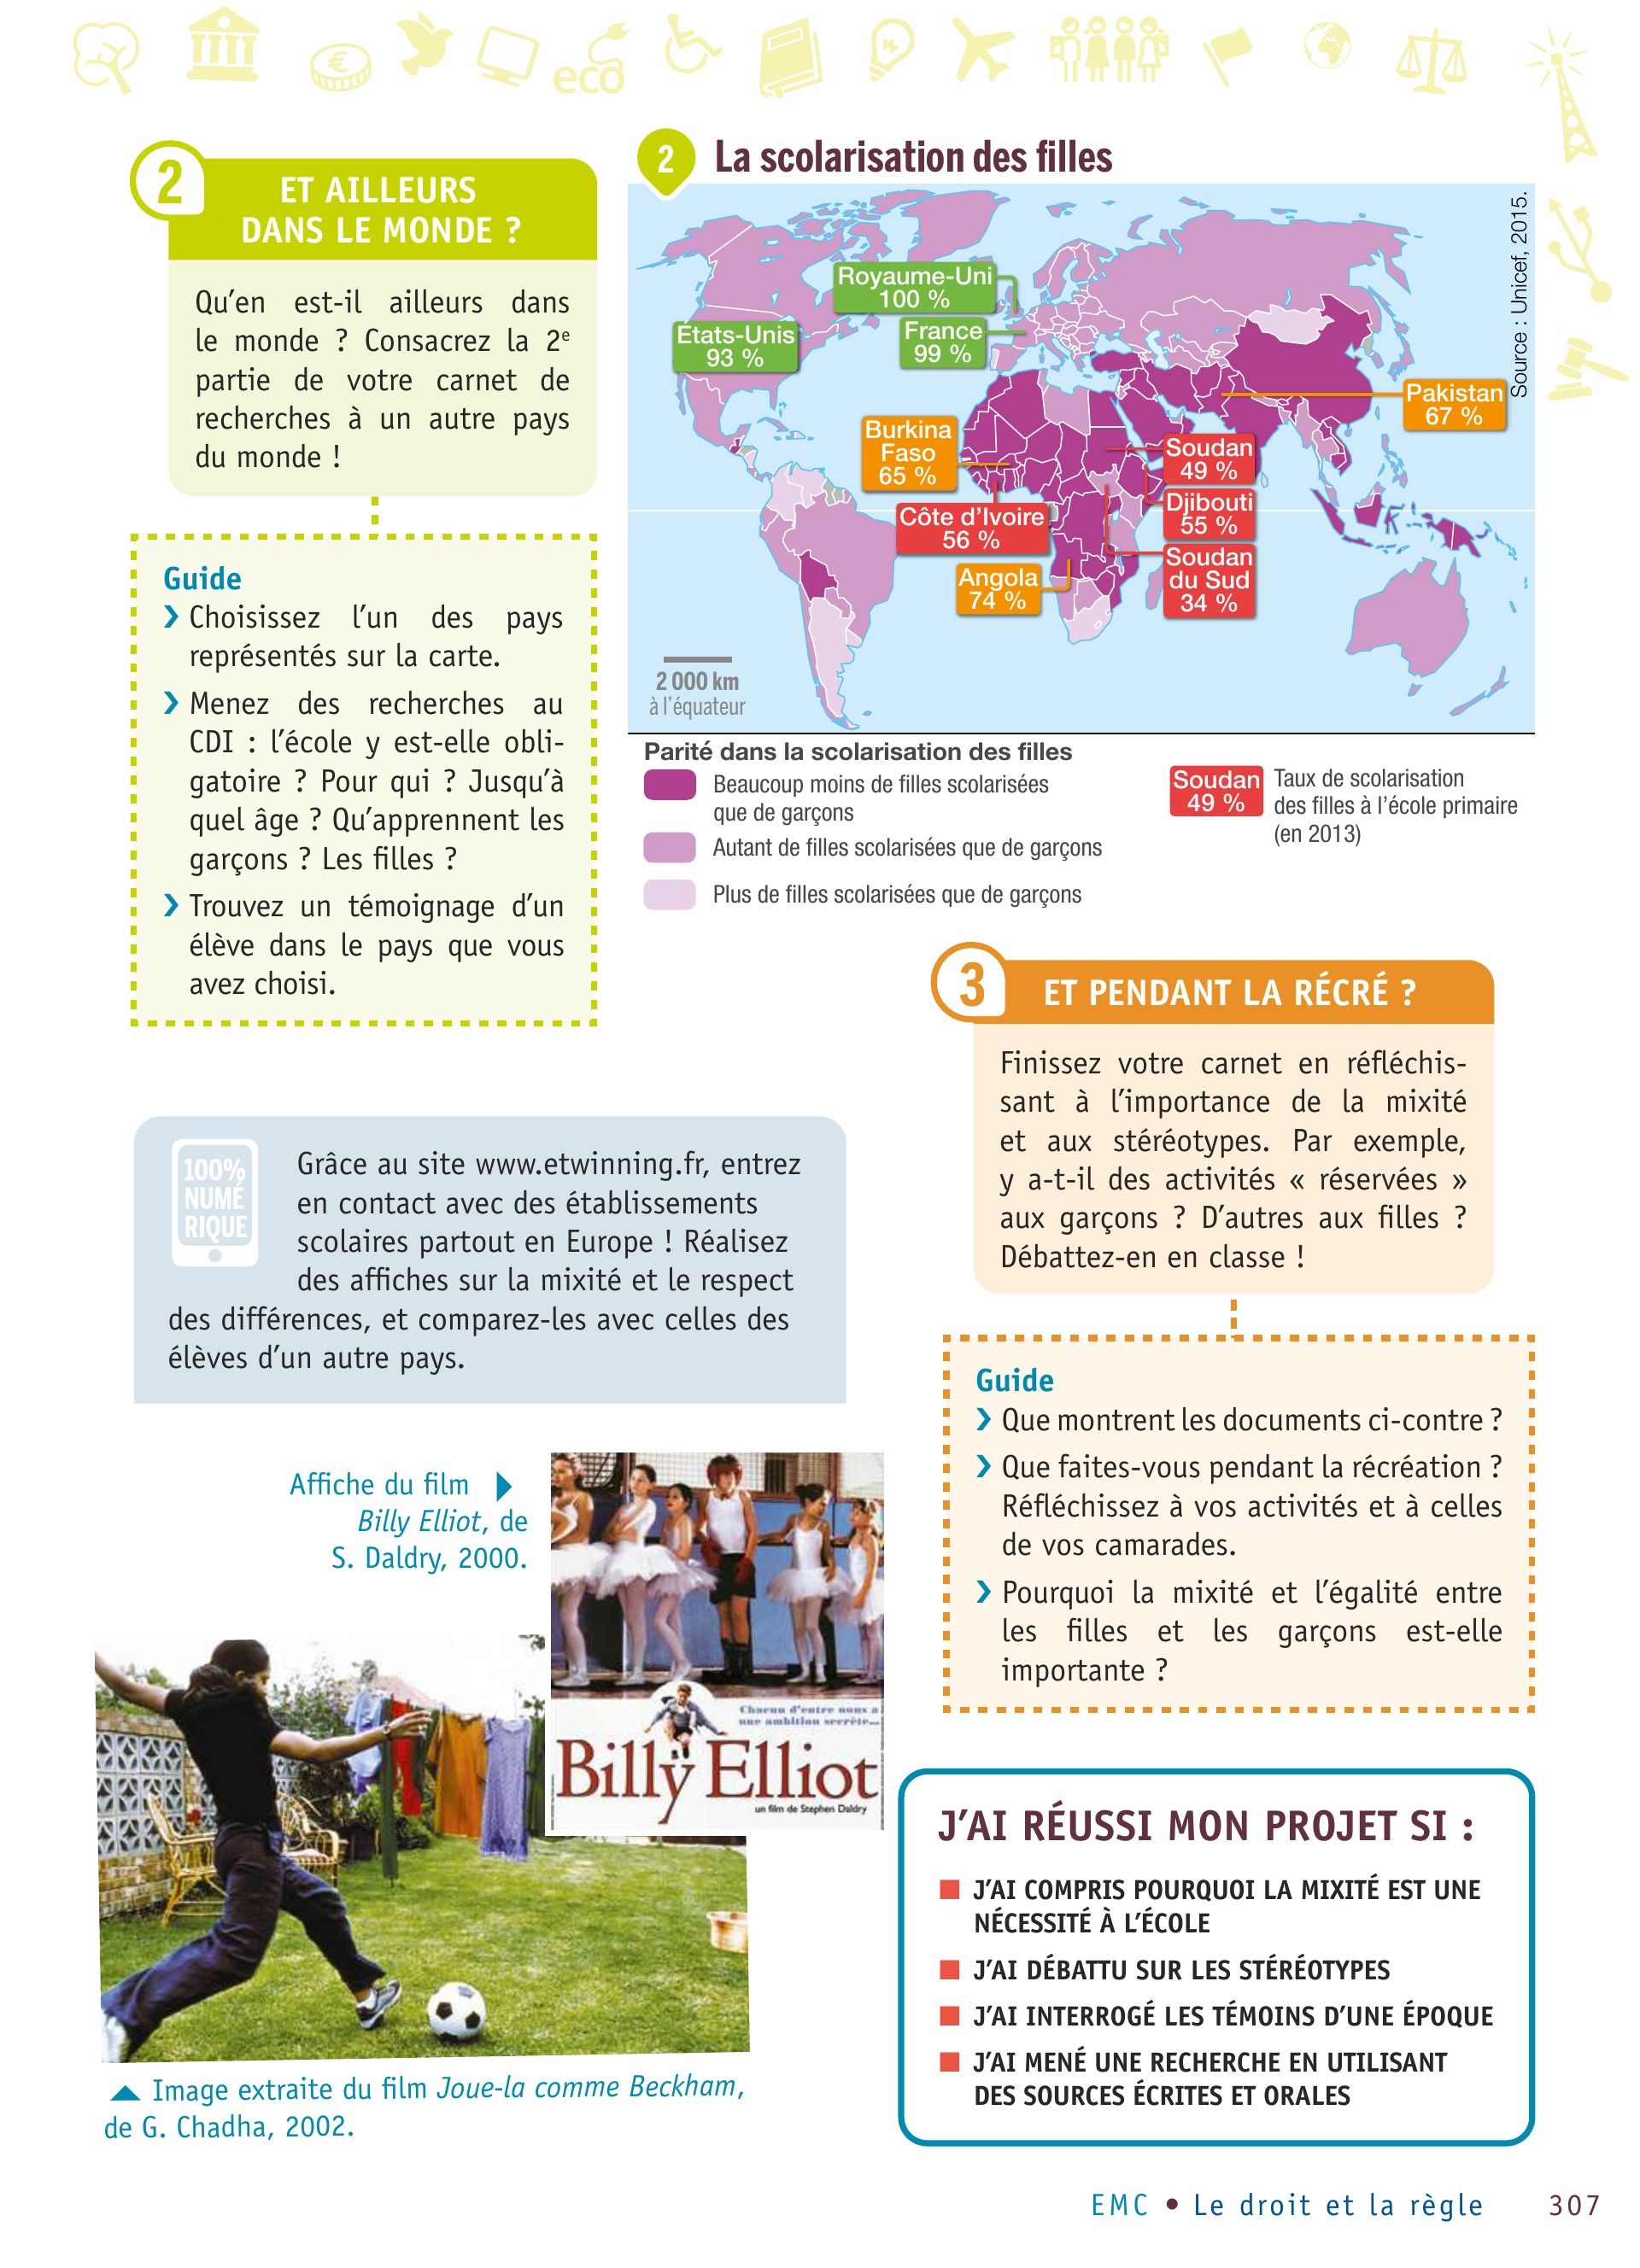 eco
2
ET AILLEURS
DANS LE MONDE ?
Qu'en est-il ailleurs dans
le monde ? Consacrez la 2e
partie de votre carnet de
recherches à un autre pays
du monde !
Guide
› Choisissez l'un des pays
représentés sur la carte.
› Menez des recherches au
CDI : l'école y est-elle obli-
gatoire ? Pour qui ? Jusqu'à
quel âge ? Qu'apprennent les
garçons ? Les filles ?
› Trouvez un témoignage d'un
élève dans le pays que vous
avez choisi.
2 La scolarisation des filles
Source : Unicef, 2015.
Royaume-Uni
100 %
États-Unis
93 %
France
99 %
Pakistan
67 %
Burkina
Faso
65 %
Soudan
49 %
Djibouti
55 %
Côte d'Ivoire
56 %
Soudan
du Sud
34 %
Angola
74 %
2 000 km
à l'équateur
Parité dans la scolarisation des filles
Beaucoup moins de filles scolarisées
que de garçons
Autant de filles scolarisées que de garçons
Plus de filles scolarisées que de garçons
Soudan
49 %
Taux de scolarisation
des filles à l'école primaire
(en 2013)
3
ET PENDANT LA RÉCRÉ ?
Finissez votre carnet en réfléchis-
sant à l'importance de la mixité
et aux stéréotypes. Par exemple,
y a-t-il des activités « réservées »
aux garçons ? D'autres aux filles ?
Débattez-en en classe !
Guide
› Que montrent les documents ci-contre ?
› Que faites-vous pendant la récréation ?
Réfléchissez à vos activités et à celles
de vos camarades.
› Pourquoi la mixité et l'égalité entre
les filles et les garçons est-elle
importante ?
100%
NUMÉ
RIQUE
Grâce au site www.etwinning.fr, entrez
en contact avec des établissements
scolaires partout en Europe ! Réalisez
des affiches sur la mixité et le respect
des différences, et comparez-les avec celles des
élèves d'un autre pays.
Affiche du film
Billy Elliot, de
S. Daldry, 2000.
Chacun d'entre nous a
une ambition secrète...
Billy Elliot
un film de Stephen Daldry
Image extraite du film Joue-la comme Beckham,
de G. Chadha, 2002.
J'AI RÉUSSI MON PROJET SI :
J'AI COMPRIS POURQUOI LA MIXITÉ EST UNE
NÉCESSITÉ À L'ÉCOLE
J'AI DÉBATTU SUR LES STÉRÉOTYPES
J'AI INTERROGÉ LES TÉMOINS D'UNE ÉPOQUE
J'AI MENÉ UNE RECHERCHE EN UTILISANT
DES SOURCES ÉCRITES ET ORALES
EMC • Le droit et la règle 307